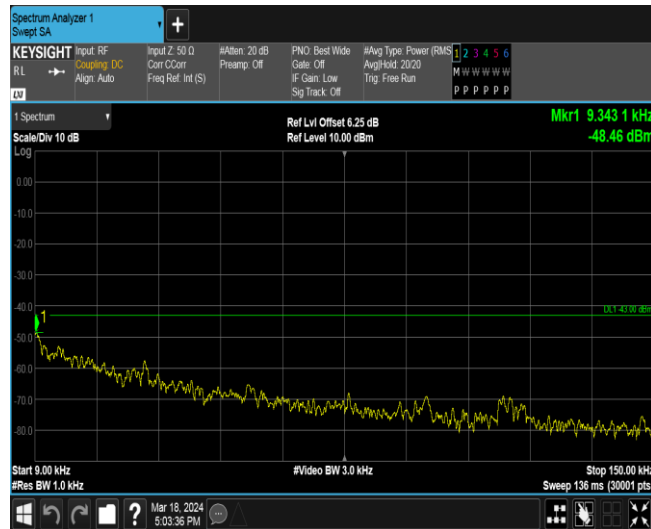 Spectrum Analyzer 1
Swept SA
+
KEYSIGHT
RL
LXI
Input: RF
Coupling: DC
Align: Auto
Input Z: 50 Ω
Corr CCorr
Freq Ref: Int (S)
#Atten: 20 dB
Preamp: Off
PNO: Best Wide
Gate: Off
IF Gain: Low
Sig Track: Off
#Avg Type: Power (RMS
Avg|Hold: 20/20
Trig: Free Run
1 2 3 4 5 6
M W W W W W
P P P P P P
1 Spectrum
Scale/Div 10 dB
Log
Ref Lvl Offset 6.25 dB
Ref Level 10.00 dBm
Mkr1 9.343 1 kHz
-48.46 dBm
0.00
-10.0
-20.0
-30.0
-40.0
DL1 -43.00 dBm
1
-50.0
-60.0
-70.0
-80.0
Start 9.00 kHz
#Video BW 3.0 kHz
Stop 150.00 kHz
#Res BW 1.0 kHz
Sweep 136 ms (30001 pts
?
Mar 18, 2024
5:03:36 PM